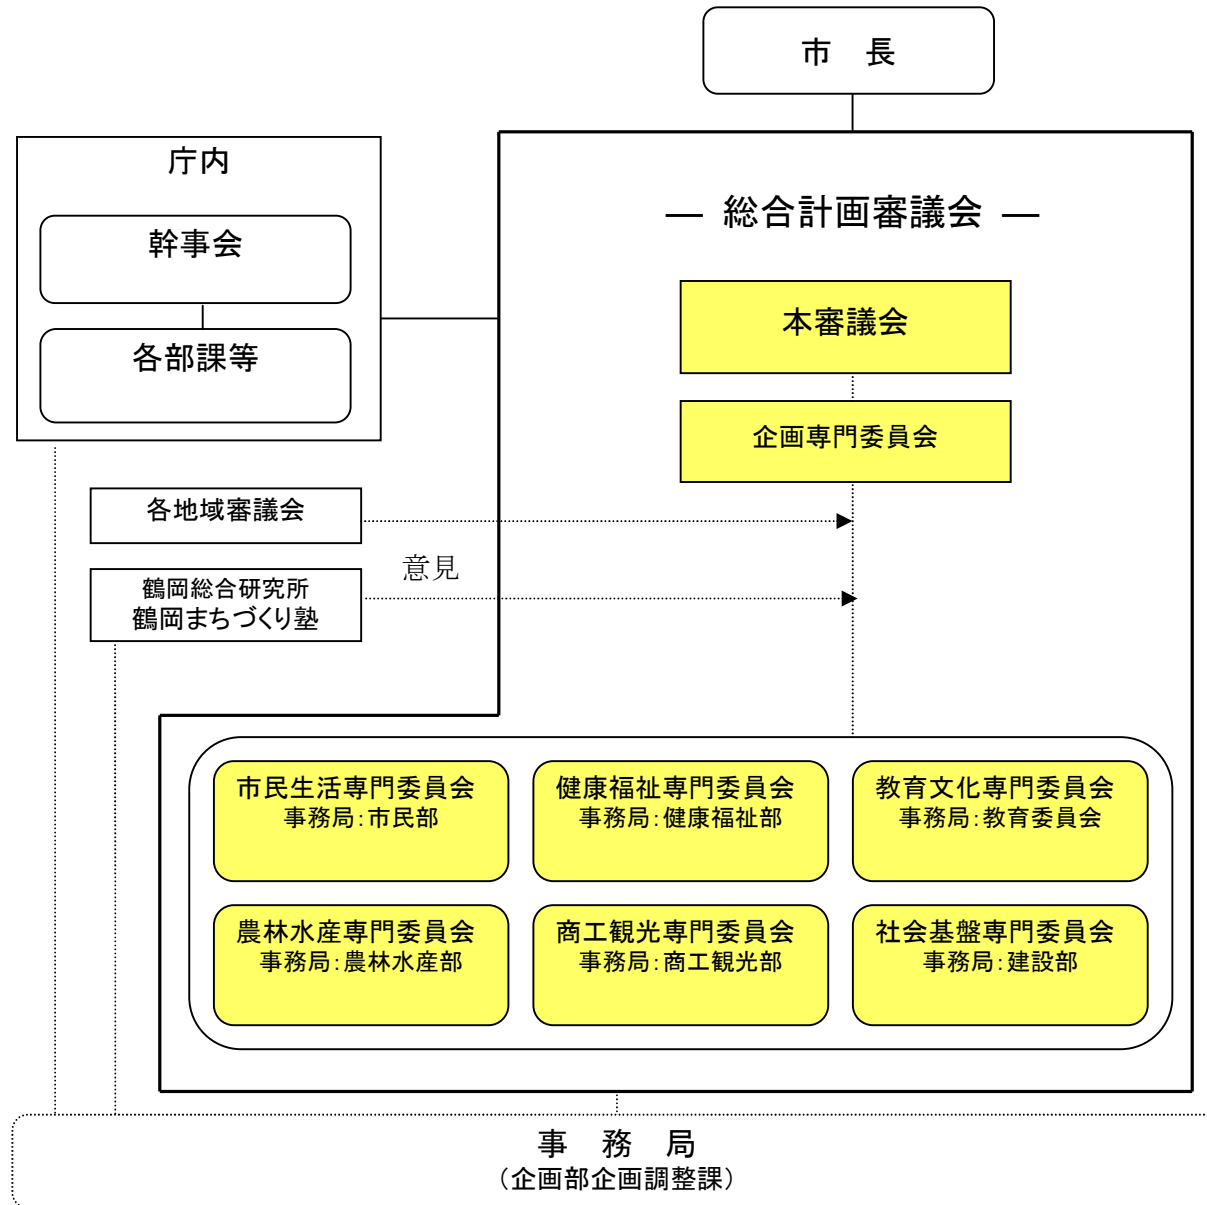 市　長
庁内
幹事会
各部課等
― 総合計画審議会 ―
本審議会
企画専門委員会
各地域審議会
意見
鶴岡総合研究所
鶴岡まちづくり塾
市民生活専門委員会
事務局：市民部
健康福祉専門委員会
事務局：健康福祉部
教育文化専門委員会
事務局：教育委員会
農林水産専門委員会
事務局：農林水産部
商工観光専門委員会
事務局：商工観光部
社会基盤専門委員会
事務局：建設部
事　務　局
（企画部企画調整課）